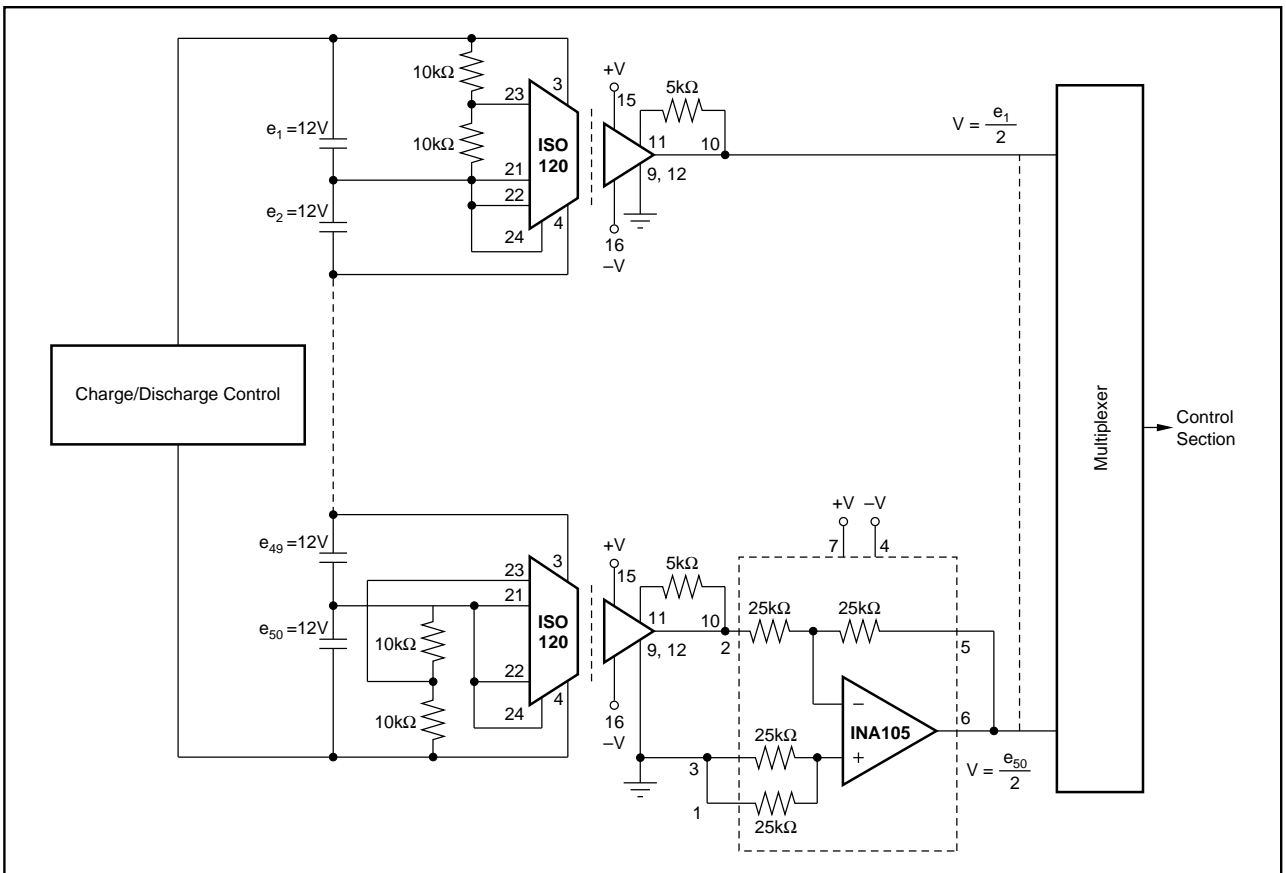 10kΩ
3
23
+V
15
5kΩ
e1 =12V
10kΩ
ISO
120
11
10
V = e1/2
9, 12
21
22
4
e2 =12V
24
16
–V
Charge/Discharge Control
Multiplexer
Control
Section
e49 =12V
3
23
21
+V
15
5kΩ
+V –V
7 4
e50 =12V
10kΩ
ISO
120
11
10
2
25kΩ
25kΩ
5
9, 12
22
4
24
10kΩ
16
–V
–
INA105
+
6
3
25kΩ
1
25kΩ
V = e50/2